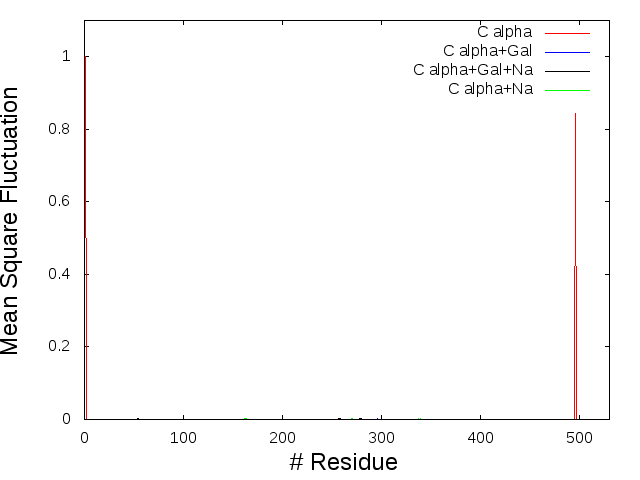 C alpha
C alpha+Gal
C alpha+Gal+Na
C alpha+Na
1
0.8
0.6
0.4
0.2
0
0 100 200 300 400 500
Mean Square Fluctuation
# Residue